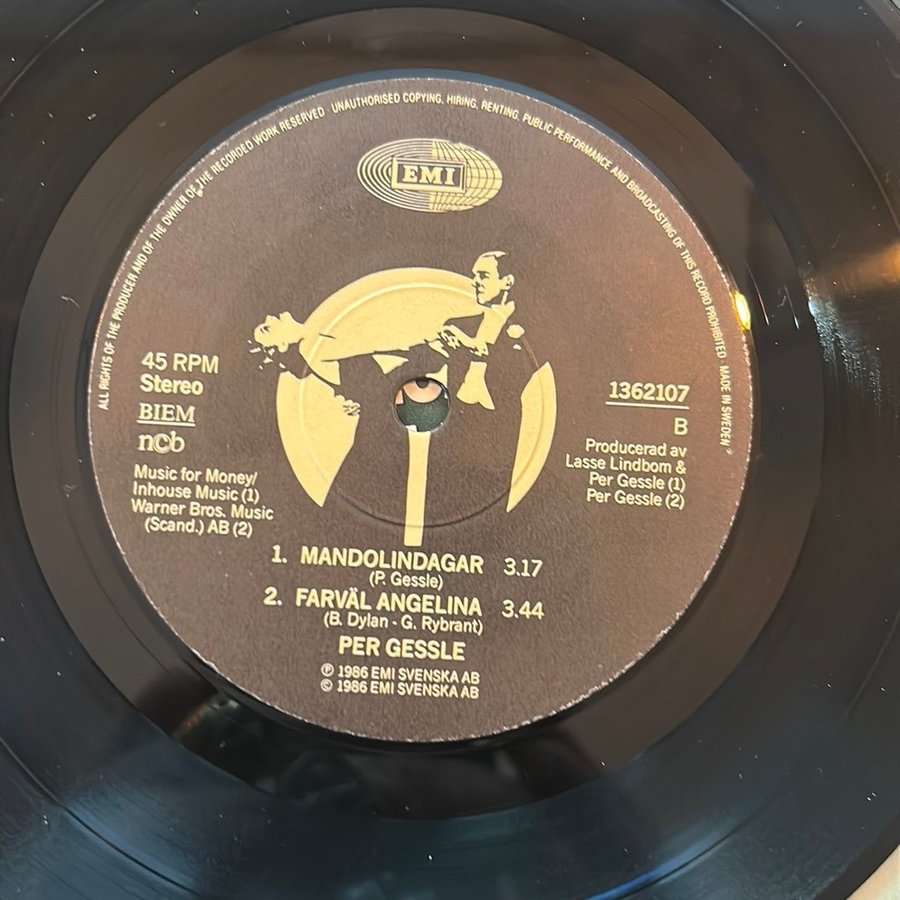 ALL RIGHTS OF THE PRODUCER AND OF THE OWNER OF THE RECORDED WORK RESERVED UNAUTHORISED COPYING, HIRING, RENTING, PUBLIC PERFORMANCE AND BROADCASTING OF THIS RECORD PROHIBITED MADE IN SWEDEN
EMI
45 RPM
Stereo
BIEM
ncb
Music for Money/
Inhouse Music (1)
Warner Bros. Music
(Scand.) AB (2)
1362107
B
Producerad av
Lasse Lindbom &
Per Gessle (1)
Per Gessle (2)
1. MANDOLINDAGAR 3.17
(P. Gessle)
2. FARVÄL ANGELINA 3.44
(B. Dylan - G. Rybrant)
PER GESSLE
Ⓟ 1986 EMI SVENSKA AB
© 1986 EMI SVENSKA AB